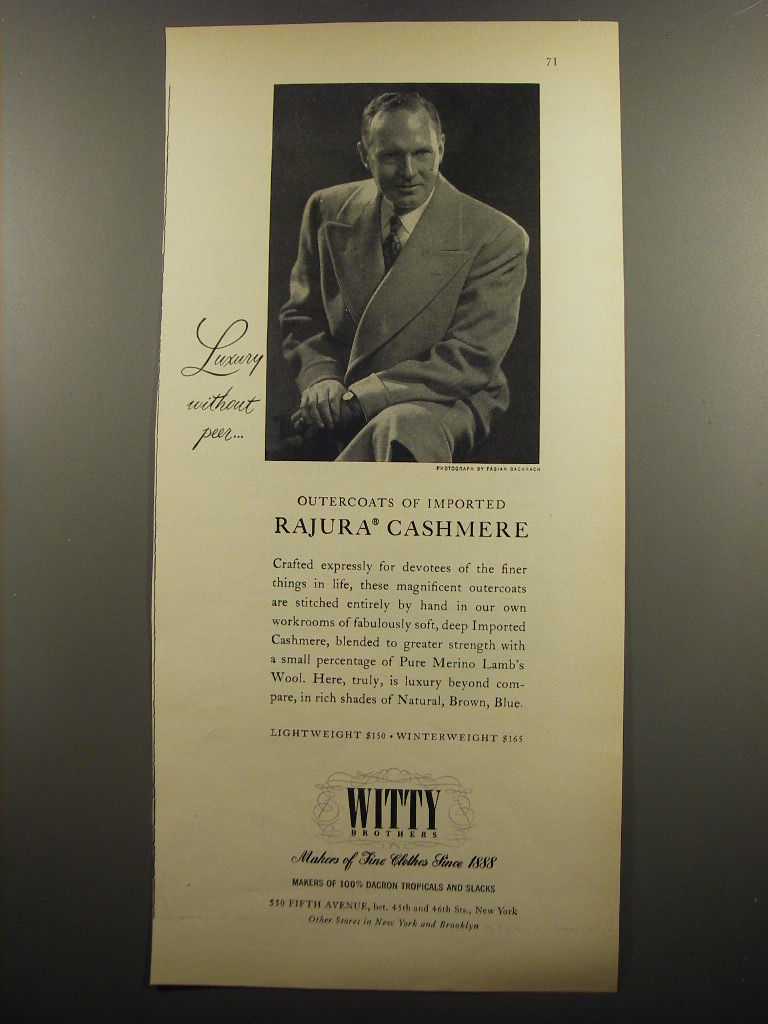 71
Luxury
without
peer...
PHOTOGRAPH BY FABIAN BACHRACH
OUTERCOATS OF IMPORTED
RAJURA® CASHMERE
Crafted expressly for devotees of the finer
things in life, these magnificent outercoats
are stitched entirely by hand in our own
workrooms of fabulously soft, deep Imported
Cashmere, blended to greater strength with
a small percentage of Pure Merino Lamb's
Wool. Here, truly, is luxury beyond com-
pare, in rich shades of Natural, Brown, Blue.
LIGHTWEIGHT $150 • WINTERWEIGHT $165
WITTY
BROTHERS
Makers of Fine Clothes Since 1888
MAKERS OF 100% DACRON TROPICALS AND SLACKS
550 FIFTH AVENUE, bet. 45th and 46th Sts., New York
Other Stores in New York and Brooklyn